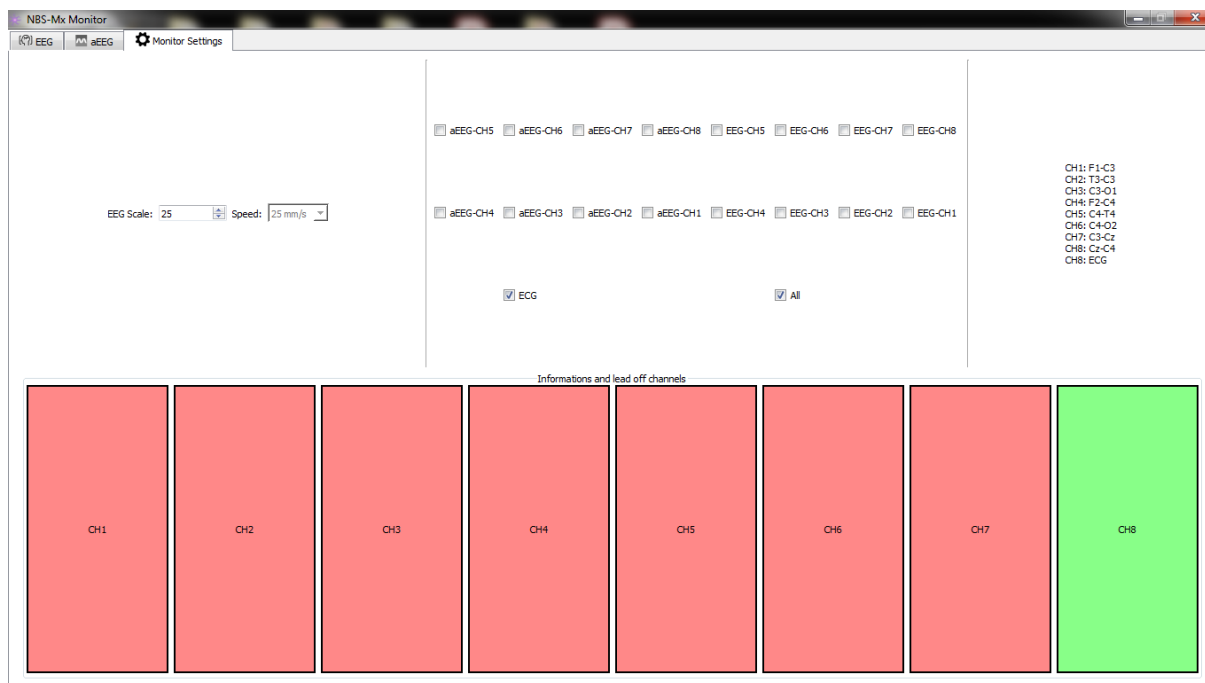 NBS-Mx Monitor
EEG aEEG Monitor Settings
aEEG-CH5 aEEG-CH6 aEEG-CH7 aEEG-CH8 EEG-CH5 EEG-CH6 EEG-CH7 EEG-CH8
EEG Scale: 25 Speed: 25 mm/s
aEEG-CH4 aEEG-CH3 aEEG-CH2 aEEG-CH1 EEG-CH4 EEG-CH3 EEG-CH2 EEG-CH1
ECG All
CH1: F1-C3
CH2: T3-C3
CH3: C3-O1
CH4: F2-C4
CH5: C4-T4
CH6: C4-O2
CH7: C3-Cz
CH8: Cz-C4
CH8: ECG
Informations and lead off channels
CH1 CH2 CH3 CH4 CH5 CH6 CH7 CH8